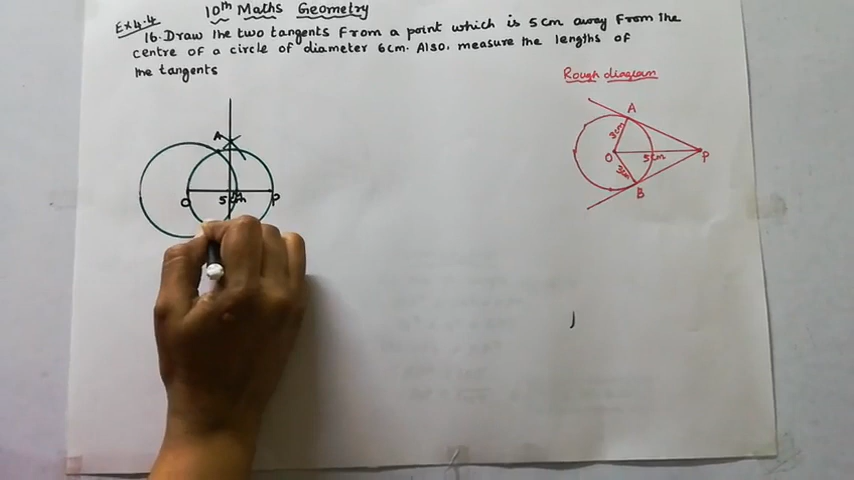 10th Maths Geometry
Ex 4.4
16. Draw the two tangents from a point which is 5cm away from the
centre of a circle of diameter 6cm. Also, measure the lengths of
the tangents
Rough diagram
A
3cm
O
5cm
P
3cm
B
A
O
5cm
P